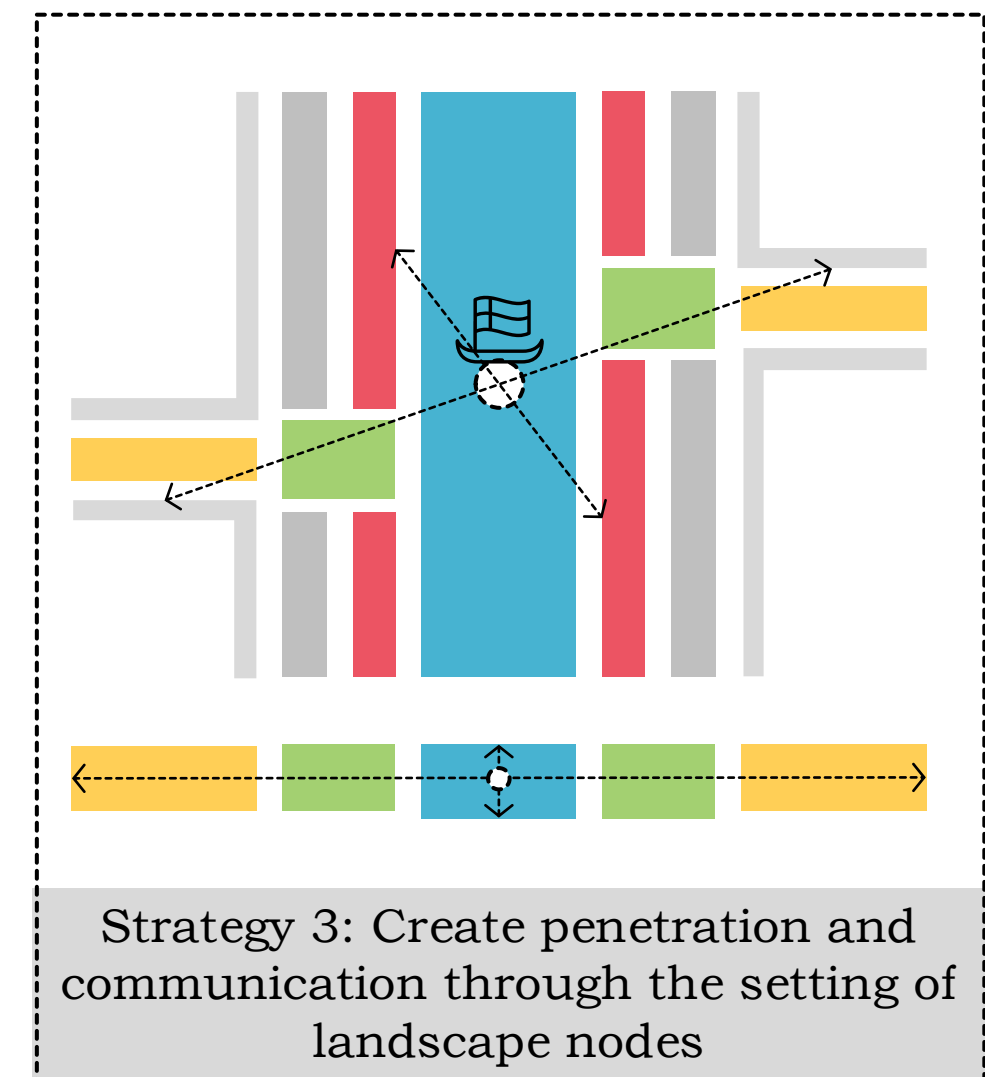 Strategy 3: Create penetration and
communication through the setting of
landscape nodes